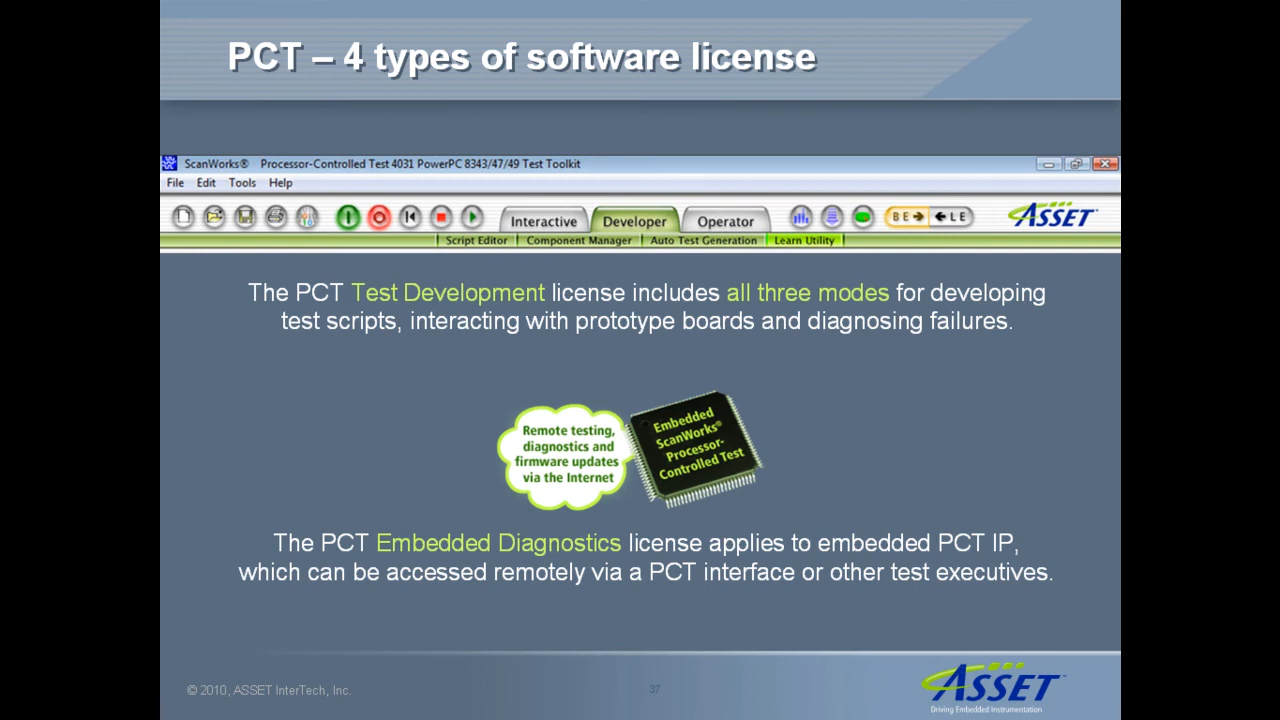 PCT – 4 types of software license
ScanWorks® Processor-Controlled Test 4031 PowerPC 8343/47/49 Test Toolkit
File Edit Tools Help
Interactive Developer Operator
B E L E
ASSET
Script Editor Component Manager Auto Test Generation Learn Utility
The PCT Test Development license includes all three modes for developing
test scripts, interacting with prototype boards and diagnosing failures.
Remote testing,
diagnostics and
firmware updates
via the Internet
Embedded
ScanWorks®
Processor-
Controlled Test
The PCT Embedded Diagnostics license applies to embedded PCT IP,
which can be accessed remotely via a PCT interface or other test executives.
© 2010, ASSET InterTech, Inc.
37
ASSET
Driving Embedded Instrumentation